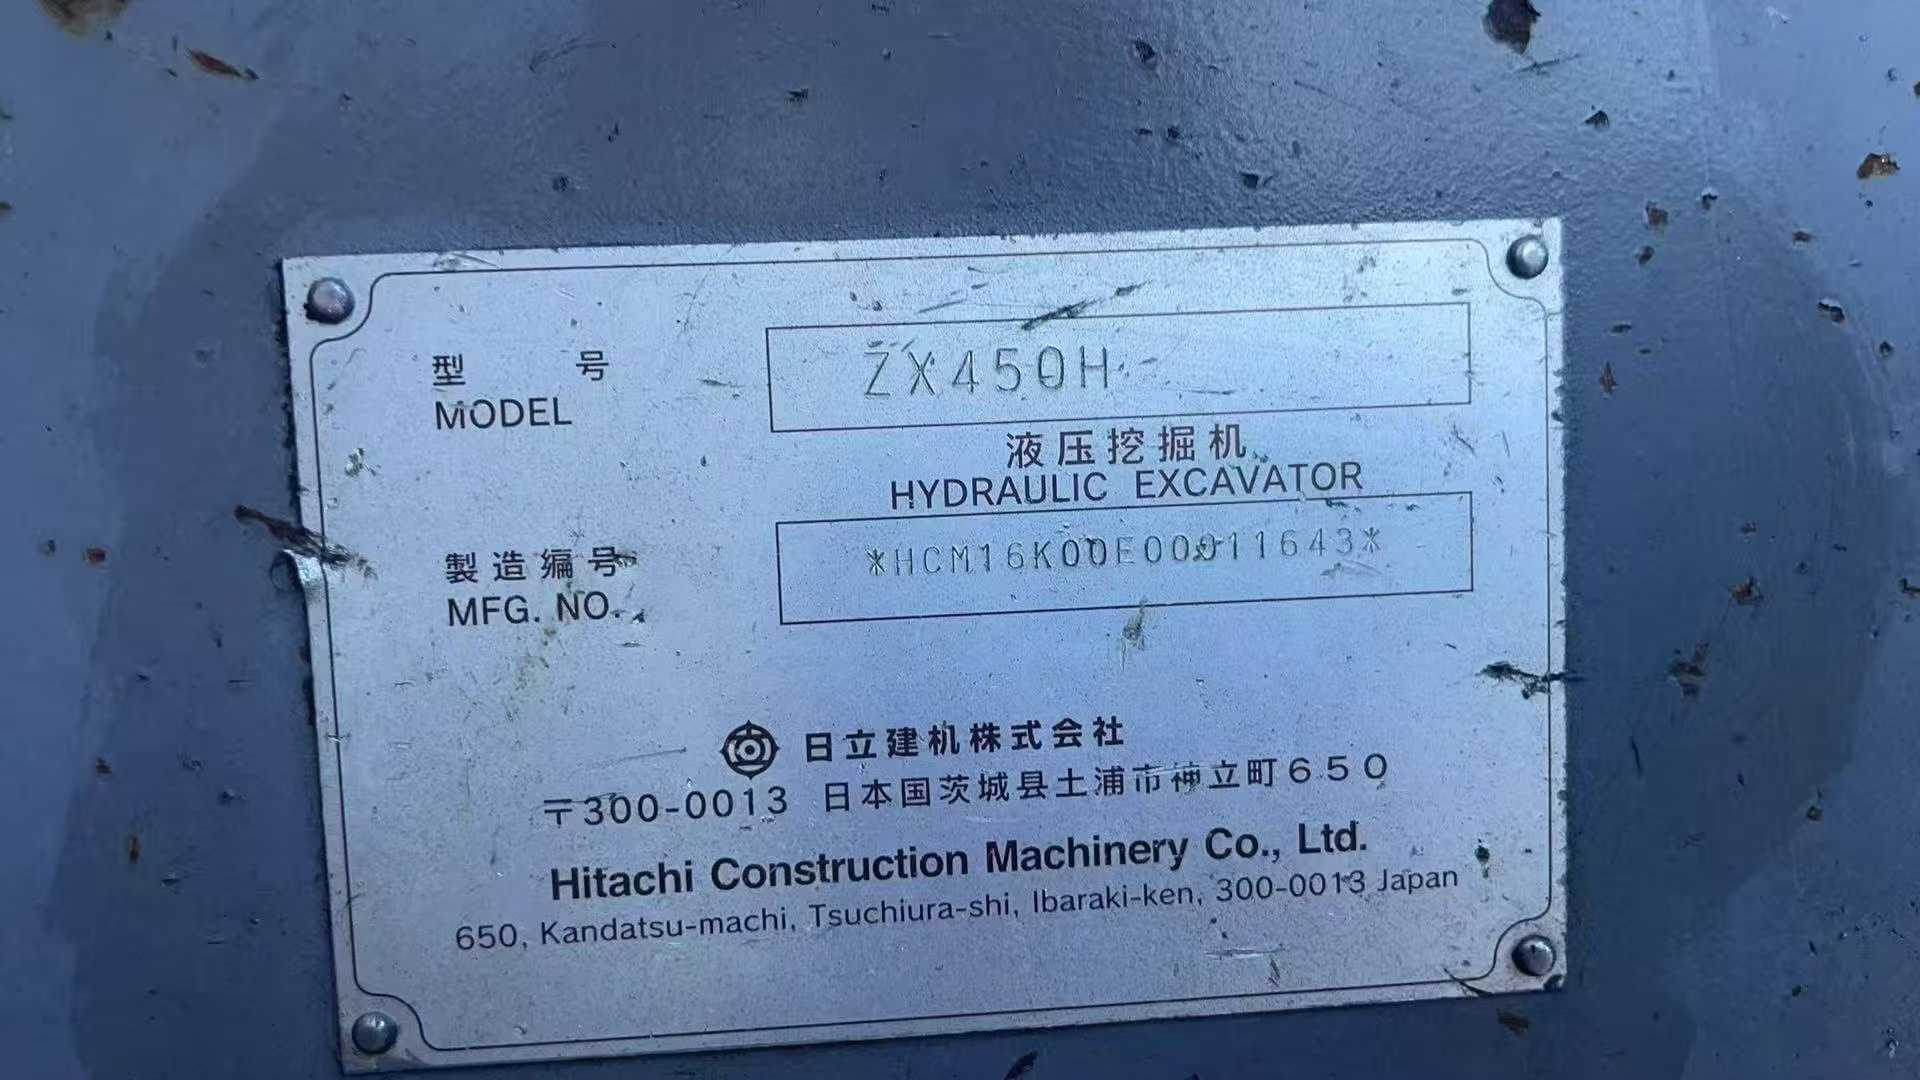 型 号
MODEL
ZX450H
液压挖掘机
HYDRAULIC EXCAVATOR
製造编号
MFG. NO.
*HCM16K00E00011643*
日立建机株式会社
〒300-0013 日本国茨城县土浦市神立町650
Hitachi Construction Machinery Co., Ltd.
650, Kandatsu-machi, Tsuchiura-shi, Ibaraki-ken, 300-0013 Japan